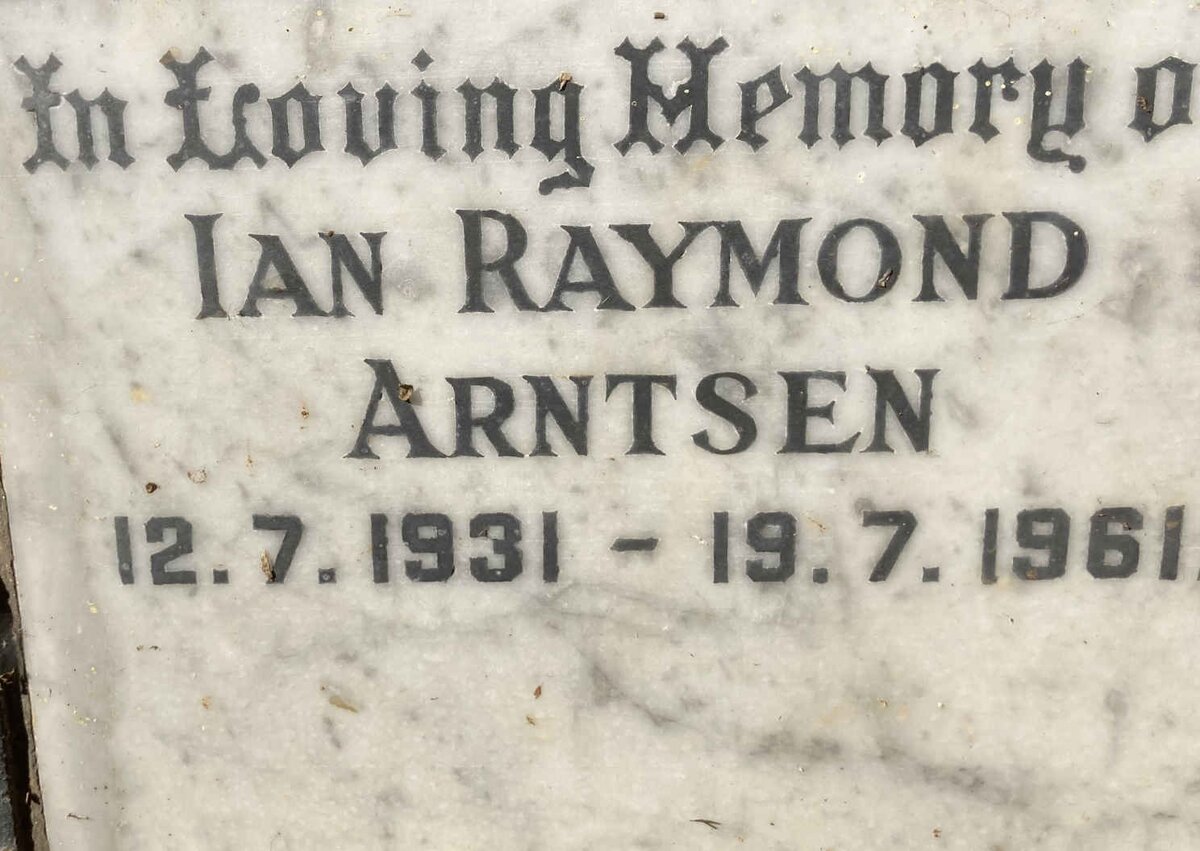 In Loving Memory o
IAN RAYMOND
ARNTSEN
12.7.1931 - 19.7.1961.